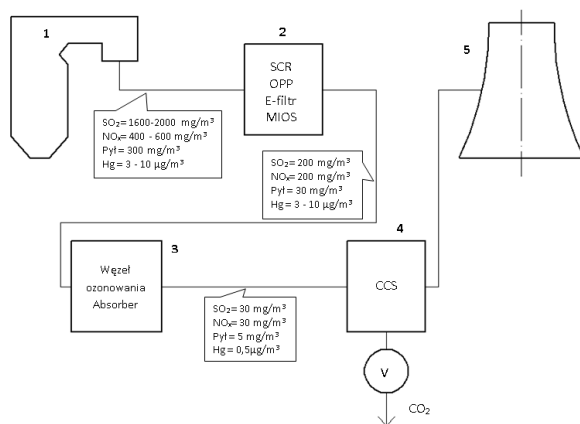 1
2
SCR
OPP
E-filtr
MIOS
5
SO₂= 1600-2000 mg/m³
NOₓ= 400 - 600 mg/m³
Pył = 300 mg/m³
Hg = 3 - 10 µg/m³
SO₂= 200 mg/m³
NOₓ= 200 mg/m³
Pył = 30 mg/m³
Hg = 3 - 10 µg/m³
3
Węzeł
ozonowania
Absorber
4
CCS
SO₂= 30 mg/m³
NOₓ= 30 mg/m³
Pył = 5 mg/m³
Hg = 0,5µg/m³
V
CO₂